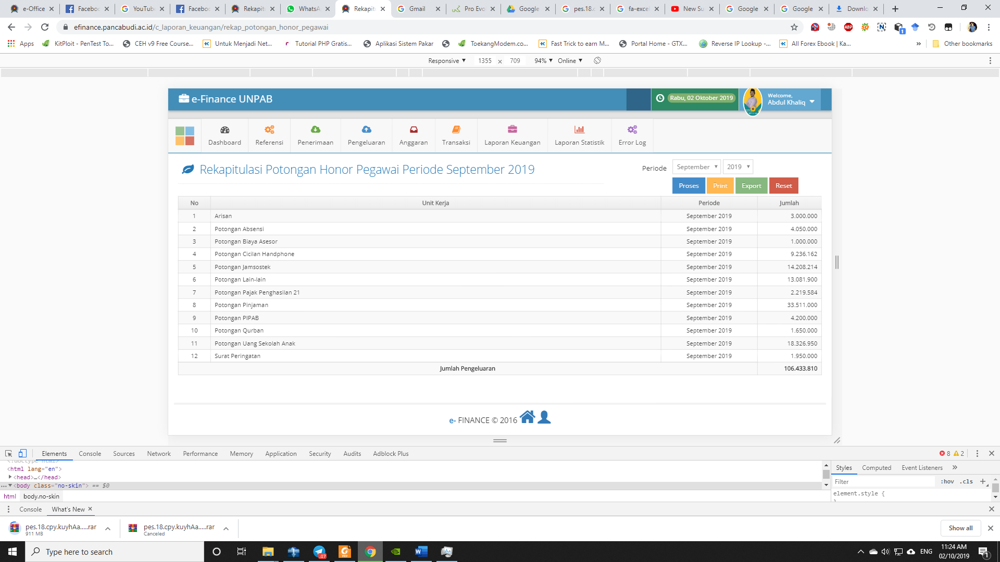 e-Office
Faceboo
YouTub
Faceboo
Rekapit
WhatsA
Rekapit
Gmail
Pro Evo
Google
pes.18.c
fa-excel
New Su
Google
Google
Downlo
efinance.pancabudi.ac.id/c_laporan_keuangan/rekap_potongan_honor_pegawai
Apps
KitPloit - PenTest To...
CEH v9 Free Course...
Untuk Menjadi Net...
Tutorial PHP Gratis...
Aplikasi Sistem Pakar
ToekangModem.co...
Fast Trick to earn M...
Portal Home - GTX...
Reverse IP Lookup -...
All Forex Ebook | Ka...
»
Other bookmarks
Responsive ▼ 1355 × 709 94% ▼ Online ▼
e-Finance UNPAB
Rabu, 02 Oktober 2019
Welcome,
Abdul Khaliq
Dashboard
Referensi
Penerimaan
Pengeluaran
Anggaran
Transaksi
Laporan Keuangan
Laporan Statistik
Error Log
Rekapitulasi Potongan Honor Pegawai Periode September 2019
Periode September 2019
Proses Print Export Reset
No Unit Kerja Periode Jumlah
1 Arisan September 2019 3.000.000
2 Potongan Absensi September 2019 4.050.000
3 Potongan Biaya Asesor September 2019 1.000.000
4 Potongan Cicilan Handphone September 2019 9.236.162
5 Potongan Jamsostek September 2019 14.208.214
6 Potongan Lain-lain September 2019 13.081.900
7 Potongan Pajak Penghasilan 21 September 2019 2.219.584
8 Potongan Pinjaman September 2019 33.511.000
9 Potongan PIPAB September 2019 4.200.000
10 Potongan Qurban September 2019 1.650.000
11 Potongan Uang Sekolah Anak September 2019 18.326.950
12 Surat Peringatan September 2019 1.950.000
Jumlah Pengeluaran 106.433.810
e- FINANCE © 2016
Elements Console Sources Network Performance Memory Application Security Audits Adblock Plus 8 2
<!doctype html>
<html lang="en">
<head>…</head>
<body class="no-skin"> == $0
html body.no-skin
Styles Computed Event Listeners »
Filter :hov .cls +
element.style {
}
Console What's New
pes.18.cpy.kuyhAa.....rar
911 MB
pes.18.cpy.kuyhAa.....rar
Canceled
Show all
Type here to search
ENG
11:24 AM
02/10/2019